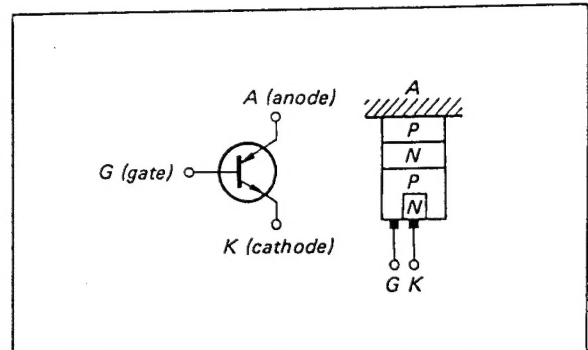 A (anode)
G (gate)
K (cathode)
A
P
N
P
N
G K